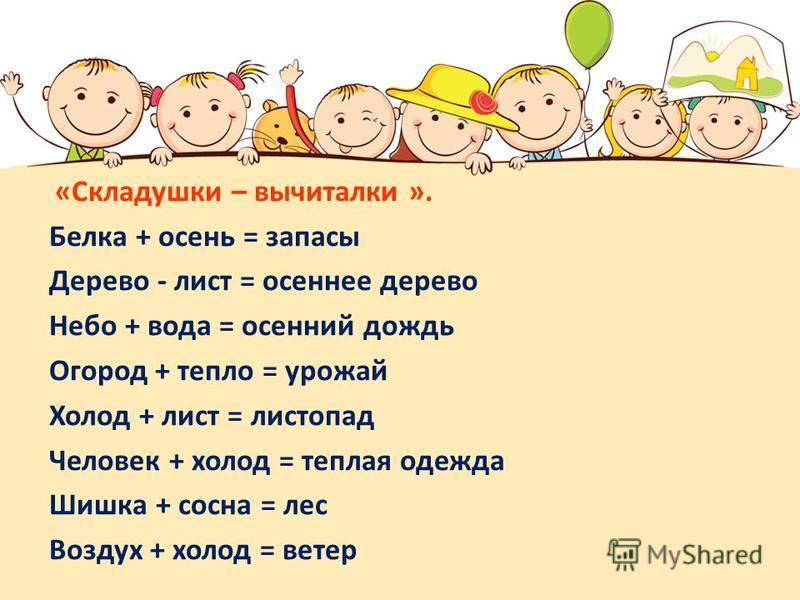 «Складушки – вычиталки ».
Белка + осень = запасы
Дерево - лист = осеннее дерево
Небо + вода = осенний дождь
Огород + тепло = урожай
Холод + лист = листопад
Человек + холод = теплая одежда
Шишка + сосна = лес
Воздух + холод = ветер
MyShared